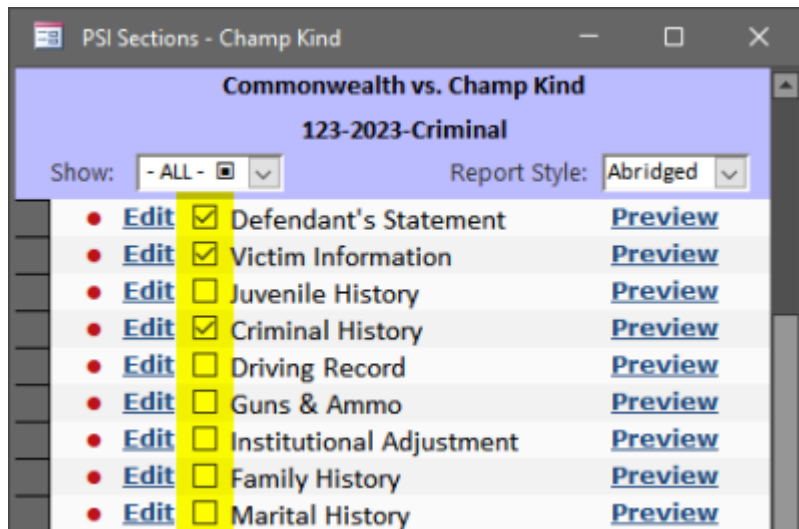 PSI Sections - Champ Kind
Commonwealth vs. Champ Kind
123-2023-Criminal
Show: - ALL - Report Style: Abridged
Edit Defendant's Statement Preview
Edit Victim Information Preview
Edit Juvenile History Preview
Edit Criminal History Preview
Edit Driving Record Preview
Edit Guns & Ammo Preview
Edit Institutional Adjustment Preview
Edit Family History Preview
Edit Marital History Preview